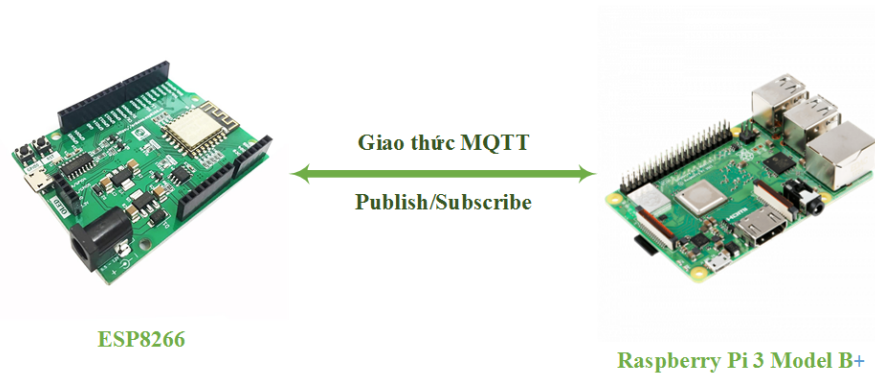 Giao thức MQTT
Publish/Subscribe
ESP8266
Raspberry Pi 3 Model B+